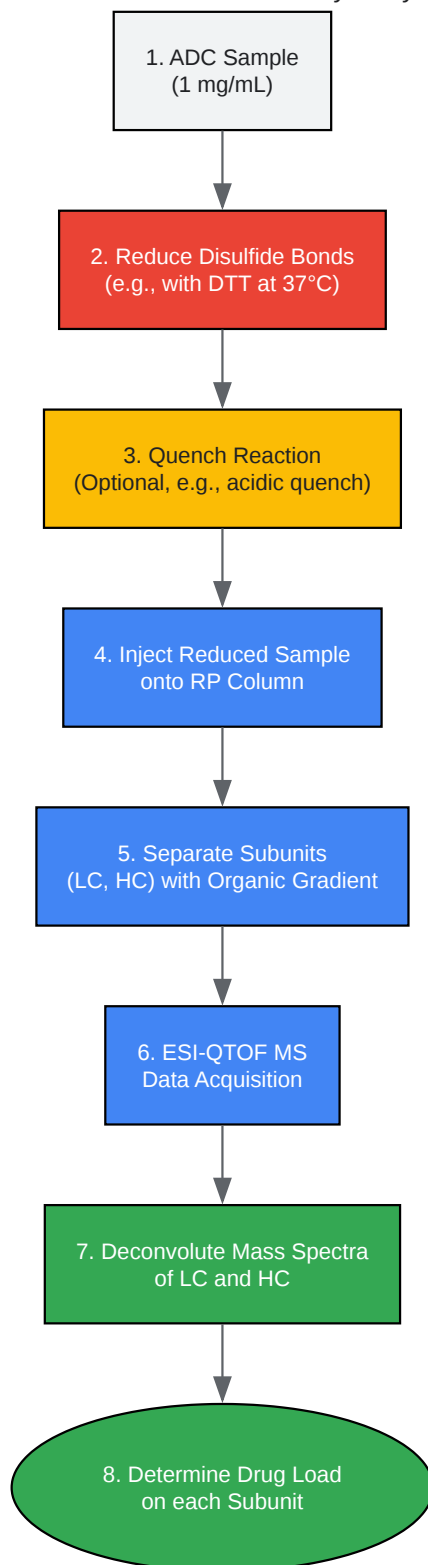 1. ADC Sample
(1 mg/mL)
2. Reduce Disulfide Bonds
(e.g., with DTT at 37°C)
3. Quench Reaction
(Optional, e.g., acidic quench)
4. Inject Reduced Sample
onto RP Column
5. Separate Subunits
(LC, HC) with Organic Gradient
6. ESI-QTOF MS
Data Acquisition
7. Deconvolute Mass Spectra
of LC and HC
8. Determine Drug Load
on each Subunit